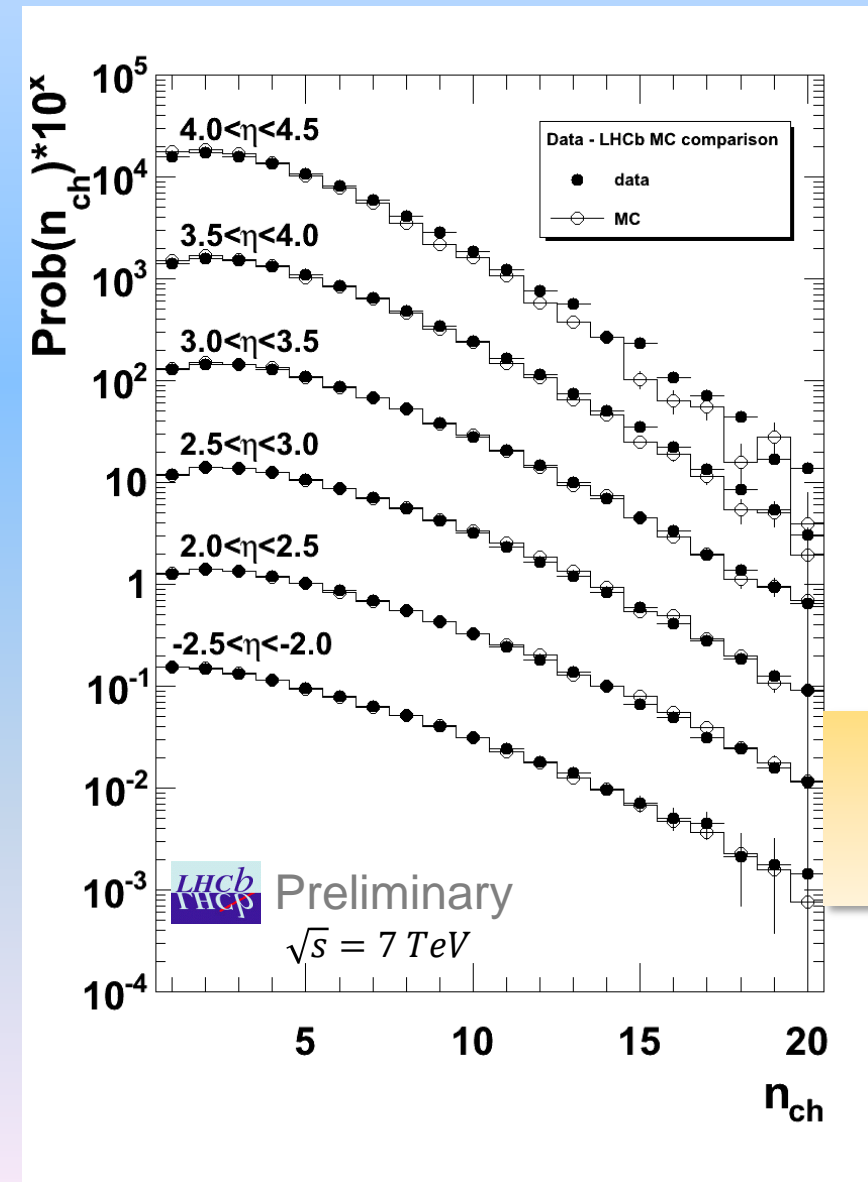 Prob(n_ch)*10^x
10^5
10^4
10^3
10^2
10
1
10^-1
10^-2
10^-3
10^-4
4.0<η<4.5
3.5<η<4.0
3.0<η<3.5
2.5<η<3.0
2.0<η<2.5
-2.5<η<-2.0
Data - LHCb MC comparison
data
MC
LHCb
LHCb
Preliminary
√s = 7 TeV
5 10 15 20
n_ch